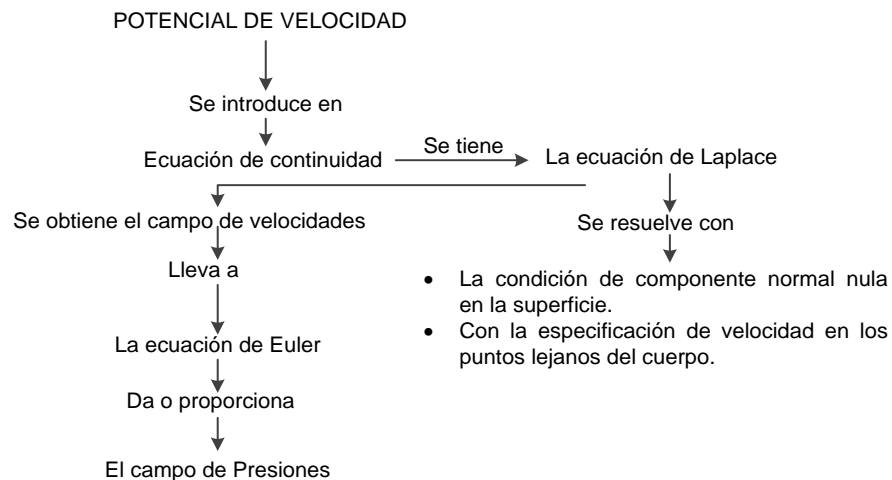 POTENCIAL DE VELOCIDAD
Se introduce en
Ecuación de continuidad
Se tiene
La ecuación de Laplace
Se obtiene el campo de velocidades
Se resuelve con
Lleva a
• La condición de componente normal nula
en la superficie.
• Con la especificación de velocidad en los
puntos lejanos del cuerpo.
La ecuación de Euler
Da o proporciona
El campo de Presiones